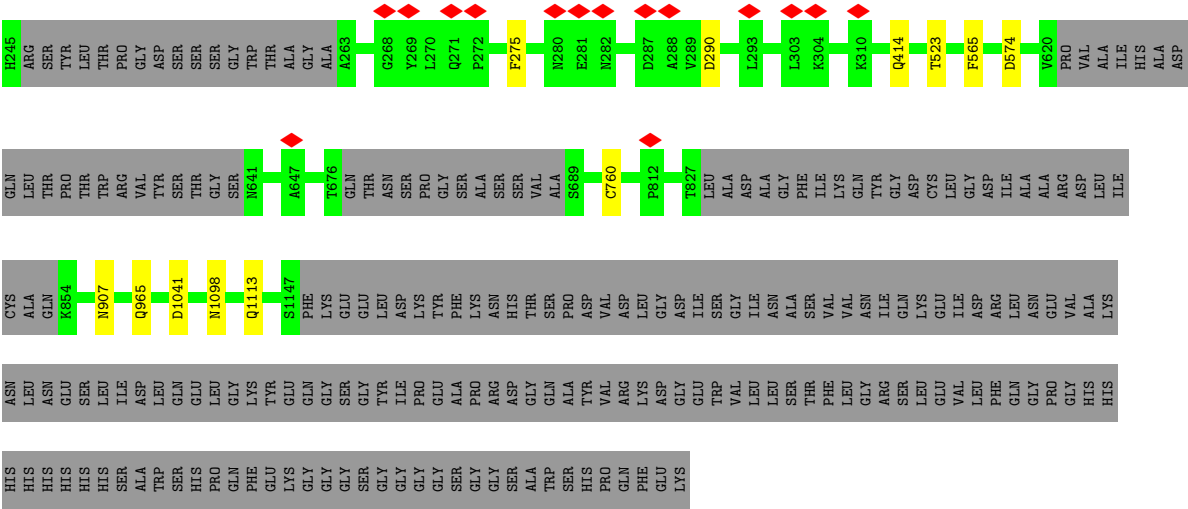 H245 ARG SER TYR LEU THR PRO GLY ASP SER SER SER GLY TRP THR ALA GLY ALA A263 G268 Y269 L270 Q271 P272 F275 N280 E281 N282 D287 A288 V289 D290 L293 L303 K304 K310 Q414 T523 F565 D574 V620 PRO VAL ALA ILE HIS ALA ASP
GLN LEU THR PRO THR TRP ARG VAL TYR SER THR GLY SER N641 A647 T676 GLN THR ASN SER PRO GLY SER ALA SER SER VAL ALA S689 C760 P812 T827 LEU ALA ASP ALA GLY PHE ILE LYS GLN TYR GLY ASP CYS LEU GLY ASP ILE ALA ALA ARG ASP LEU ILE
CYS ALA GLN K854 N907 Q965 D1041 N1098 Q1113 S1147 PHE LYS GLU GLU LEU ASP LYS TYR PHE LYS ASN HIS THR SER PRO ASP VAL ASP LEU GLY ASP ILE SER GLY ILE ASN ALA SER VAL VAL ASN ILE GLN LYS GLU ILE ASP ARG LEU ASN GLU VAL ALA LYS
ASN LEU ASN GLU SER LEU ILE ASP LEU GLN GLU LEU GLY LYS TYR GLU GLN GLY SER GLY TYR ILE PRO GLU ALA PRO ARG ASP GLY GLN ALA TYR VAL ARG LYS ASP GLY GLU TRP VAL LEU LEU SER THR PHE LEU GLY ARG SER LEU GLU VAL LEU PHE GLN GLY PRO GLY HIS HIS
HIS HIS HIS HIS HIS HIS SER ALA TRP SER HIS PRO GLN PHE GLU LYS GLY GLY GLY SER GLY GLY GLY GLY SER GLY GLY SER ALA TRP SER HIS PRO GLN PHE GLU LYS